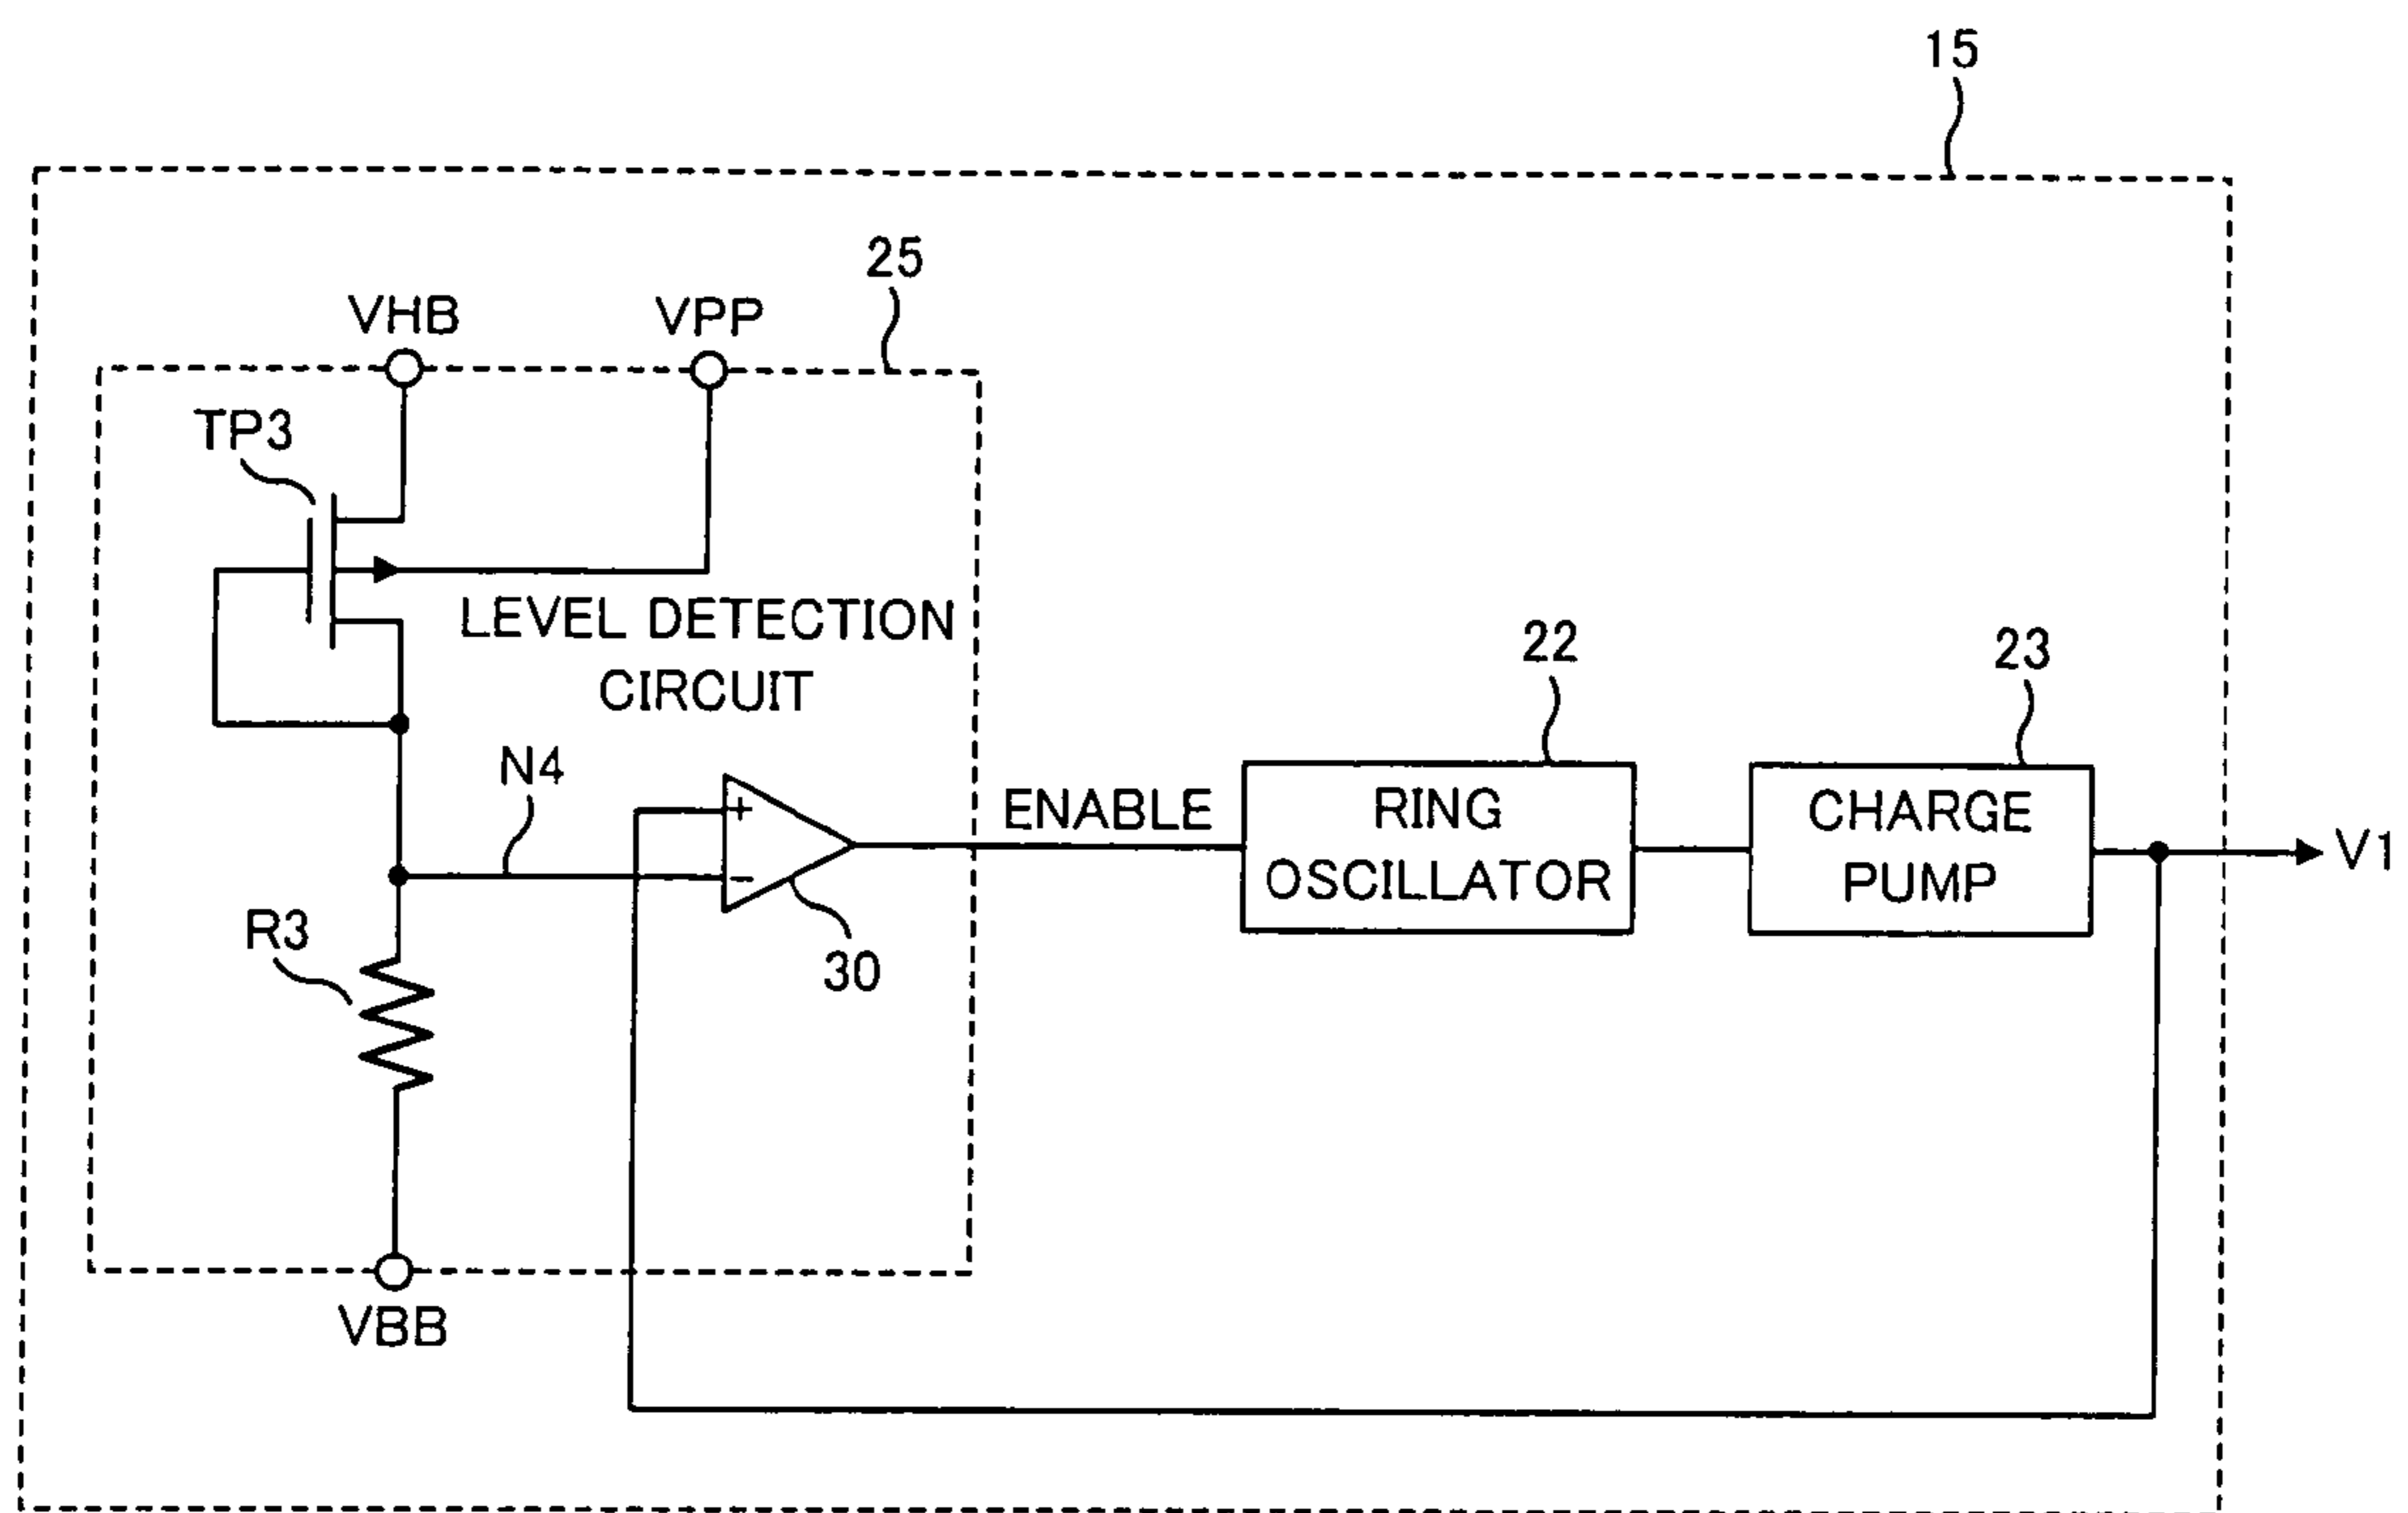 15
25
VHB
VPP
TP3
LEVEL DETECTION
CIRCUIT
22
23
N4
+
−
ENABLE
RING
OSCILLATOR
CHARGE
PUMP
V1
R3
30
VBB